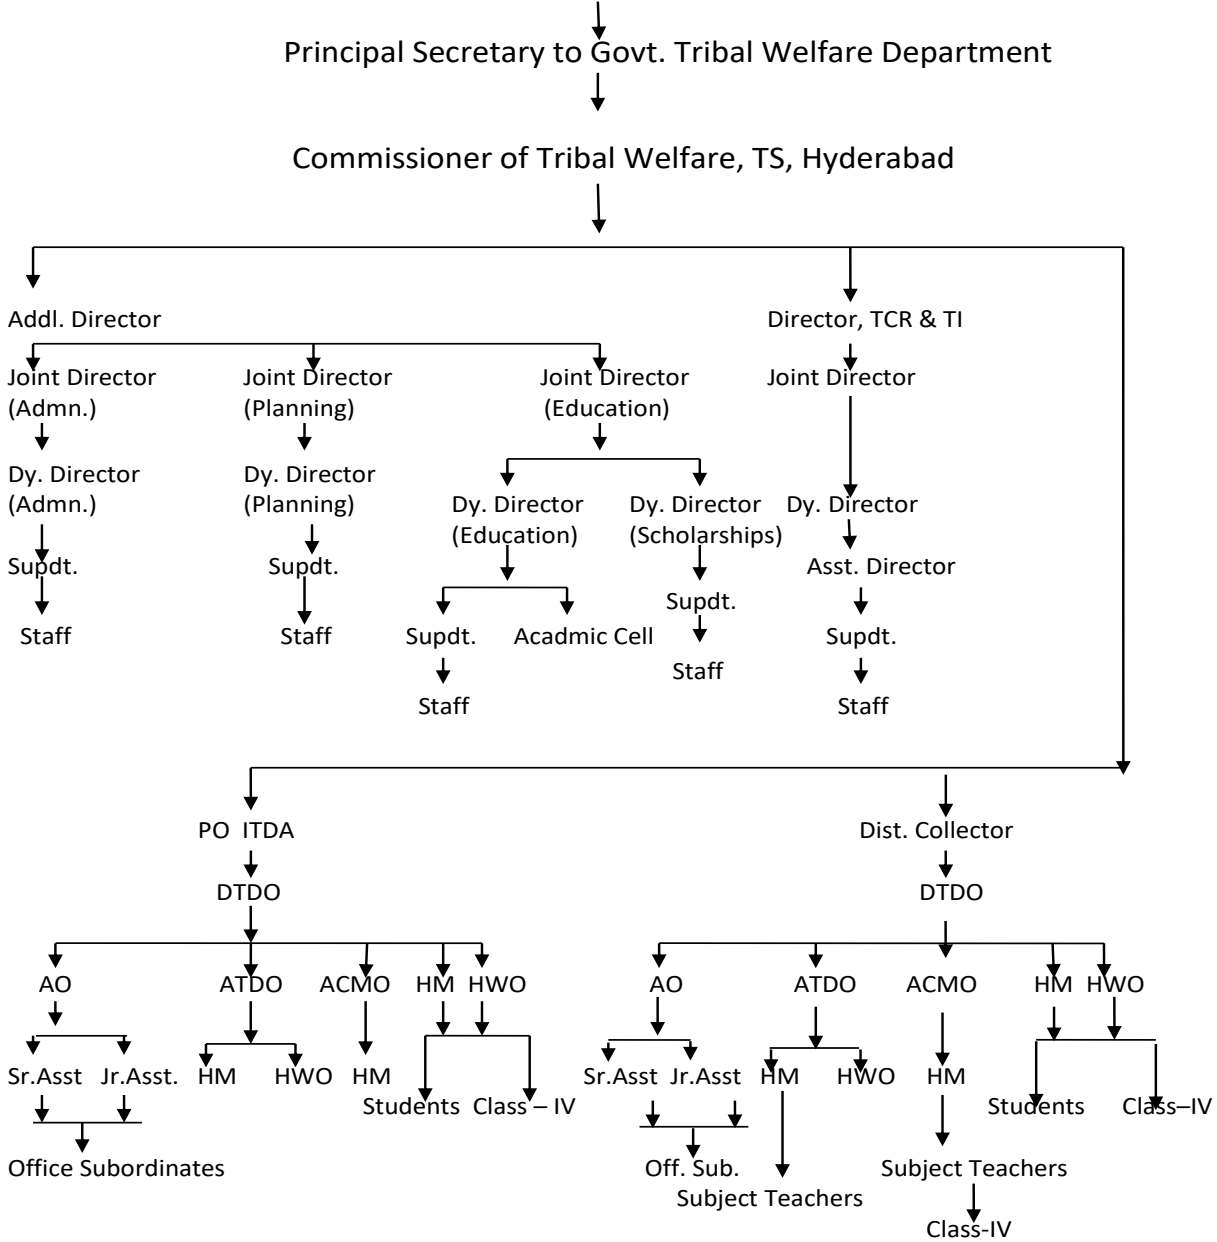 Principal Secretary to Govt. Tribal Welfare Department
Commissioner of Tribal Welfare, TS, Hyderabad
Addl. Director
Director, TCR & TI
Joint Director
(Admn.)
Joint Director
(Planning)
Joint Director
(Education)
Joint Director
Dy. Director
(Admn.)
Dy. Director
(Planning)
Dy. Director
(Education)
Dy. Director
(Scholarships)
Dy. Director
Supdt.
Supdt.
Asst. Director
Supdt.
Staff
Staff
Supdt.
Acadmic Cell
Supdt.
Staff
Staff
Staff
PO ITDA
Dist. Collector
DTDO
DTDO
AO
ATDO
ACMO
HM
HWO
AO
ATDO
ACMO
HM
HWO
Sr.Asst
Jr.Asst.
HM
HWO
HM
Sr.Asst
Jr.Asst
HM
HWO
HM
Students
Class – IV
Students
Class–IV
Office Subordinates
Off. Sub.
Subject Teachers
Subject Teachers
Class-IV